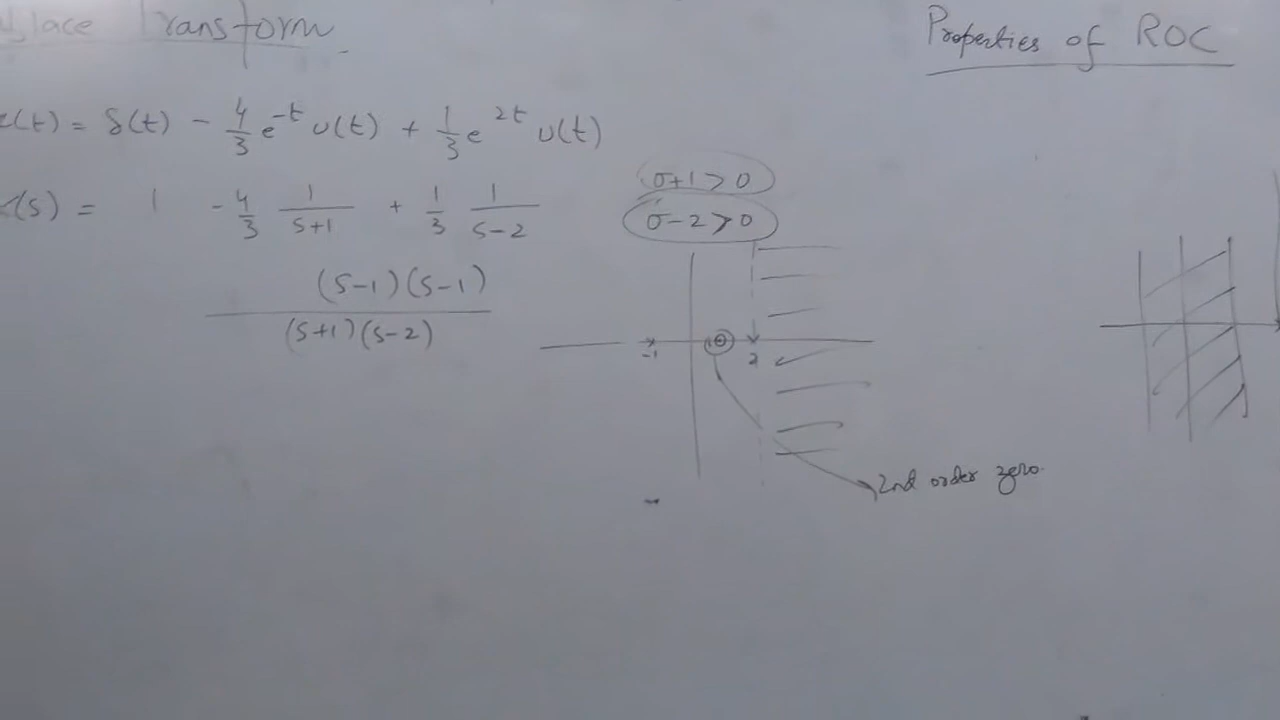 Transform
Properties of ROC
(t) = δ(t) - 4/3 e^-t u(t) + 1/3 e^2t u(t)
(s) = 1 - 4/3 1/s+1 + 1/3 1/s-2
σ+1 > 0
σ-2 > 0
(s-1)(s-1)
(s+1)(s-2)
-1
2
2nd order zero.